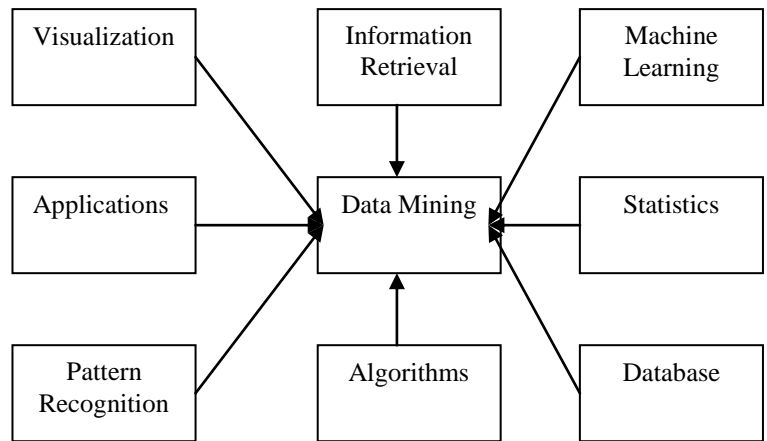 Visualization
Information
Retrieval
Machine
Learning
Applications
Data Mining
Statistics
Pattern
Recognition
Algorithms
Database